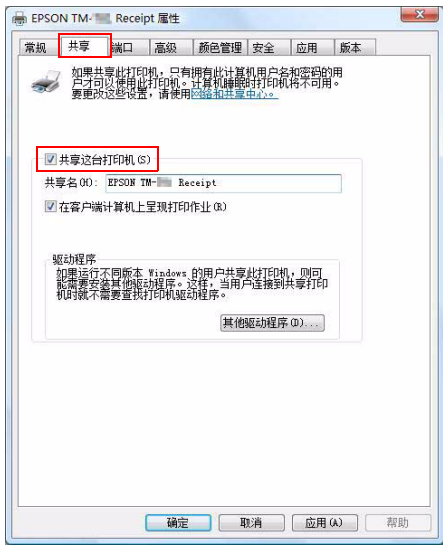 EPSON TM- Receipt 属性
常规 共享 端口 高级 颜色管理 安全 应用 版本
如果共享此打印机，只有拥有此计算机用户名和密码的用
户才可以使用此打印机。计算机睡眠时打印机将不可用。
要更改这些设置，请使用网络和共享中心。
共享这台打印机(S)
共享名(H): EPSON TM- Receipt
在客户端计算机上呈现打印作业(R)
驱动程序
如果运行不同版本 Windows 的用户共享此打印机，则可
能需要安装其他驱动程序。这样，当用户连接到共享打印
机时就不需要查找打印机驱动程序。
其他驱动程序(D)...
确定 取消 应用(A) 帮助